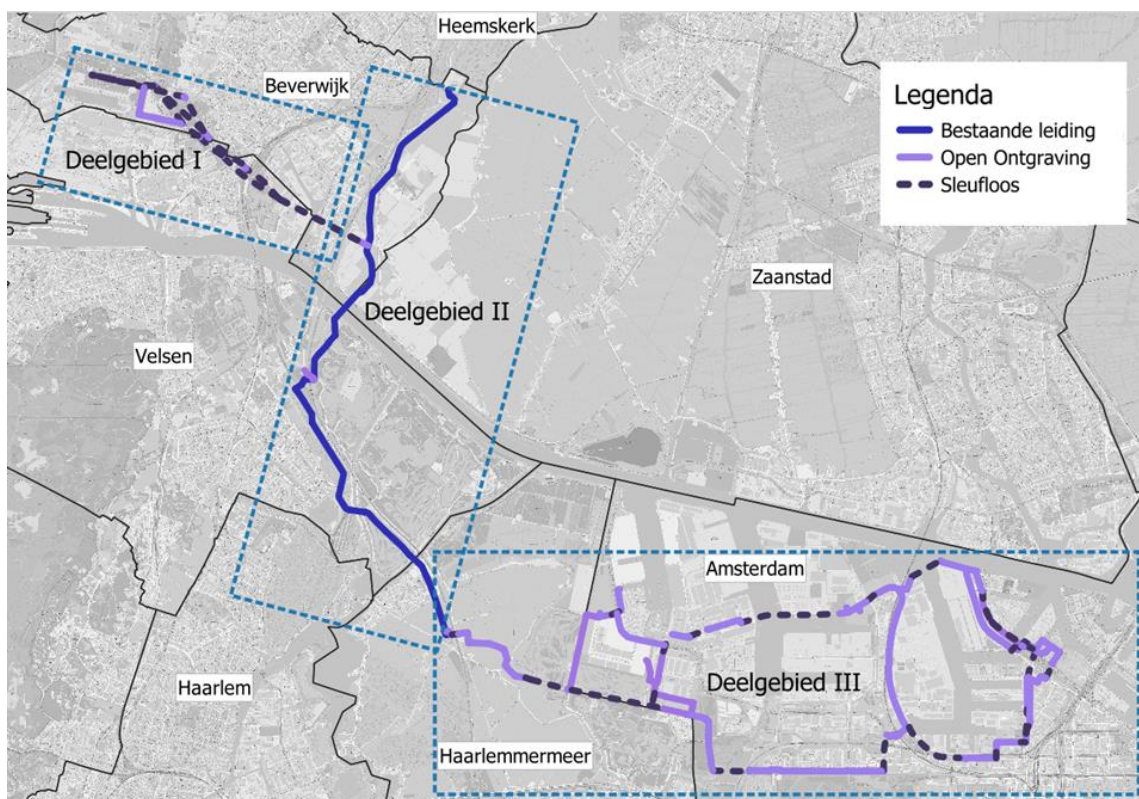 Heemskerk
Beverwijk
Legenda
Bestaande leiding
Open Ontgraving
Sleufloos
Deelgebied I
Zaanstad
Deelgebied II
Velsen
Amsterdam
Haarlem
Deelgebied III
Haarlemmermeer